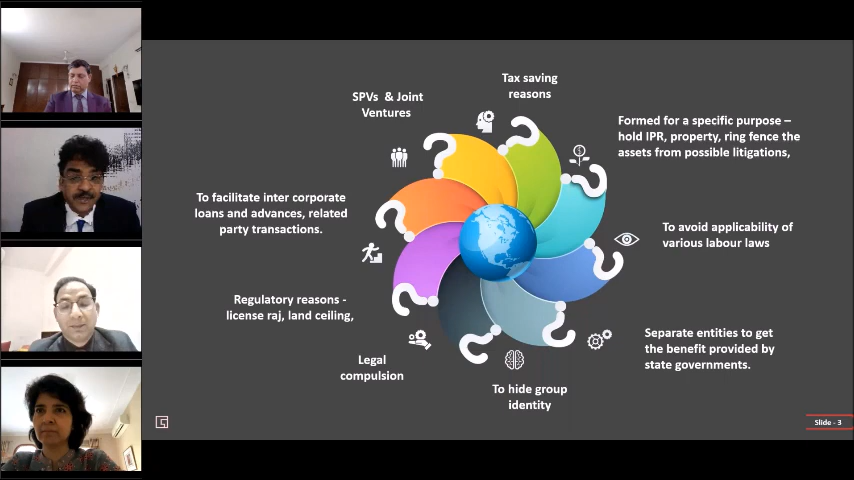 Tax saving
reasons
SPVs & Joint
Ventures
Formed for a specific purpose –
hold IPR, property, ring fence the
assets from possible litigations,
To facilitate inter corporate
loans and advances, related
party transactions.
To avoid applicability of
various labour laws
Regulatory reasons -
license raj, land ceiling,
Separate entities to get
the benefit provided by
state governments.
Legal
compulsion
To hide group
identity
Slide - 3